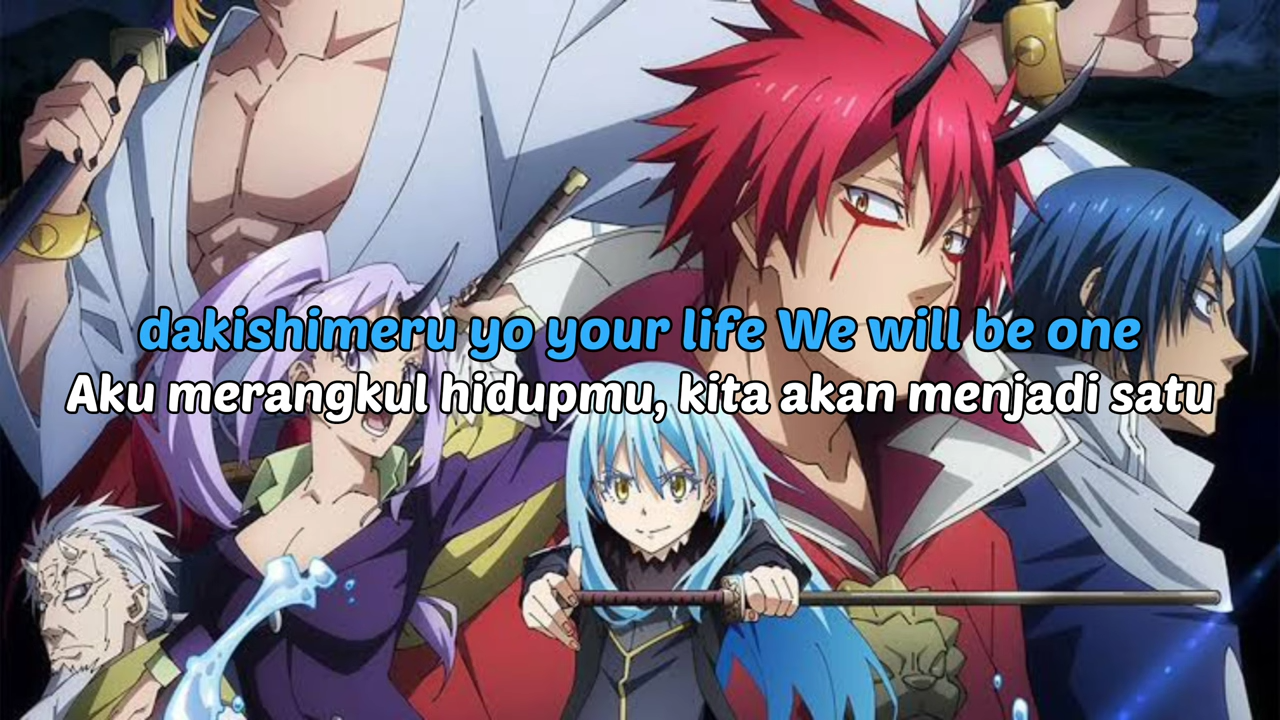 dakishimeru yo your life We will be one
Aku merangkul hidupmu, kita akan menjadi satu